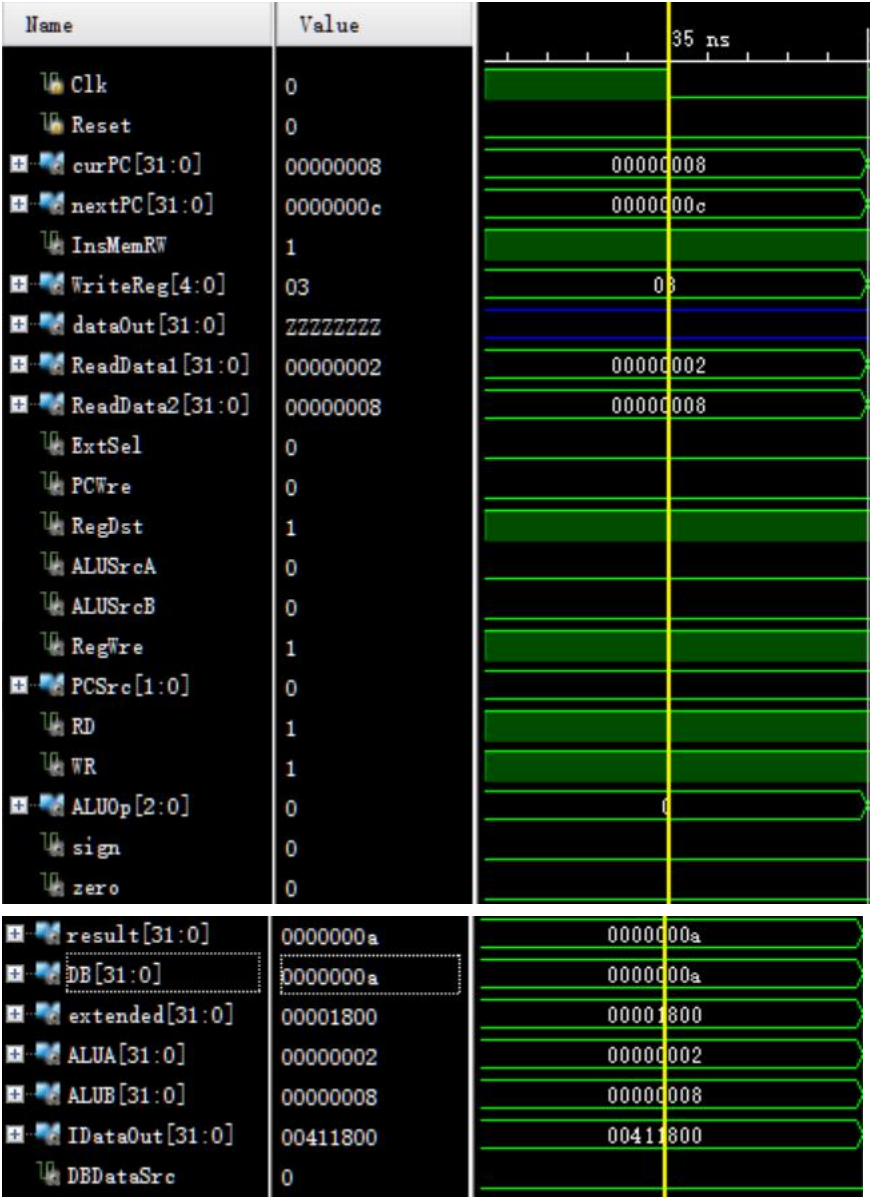 Name Value
35 ns
Clk 0
Reset 0
curPC[31:0] 00000008 00000008
nextPC[31:0] 0000000c 0000000c
InsMemRW 1
WriteReg[4:0] 03 03
dataOut[31:0] ZZZZZZZZ
ReadData1[31:0] 00000002 00000002
ReadData2[31:0] 00000008 00000008
ExtSel 0
PCWre 0
RegDst 1
ALUSrcA 0
ALUSrcB 0
RegWre 1
PCSrc[1:0] 0
RD 1
WR 1
ALUOp[2:0] 0 0
sign 0
zero 0
result[31:0] 0000000a 0000000a
DB[31:0] 0000000a 0000000a
extended[31:0] 00001800 00001800
ALUA[31:0] 00000002 00000002
ALUB[31:0] 00000008 00000008
IDataOut[31:0] 00411800 00411800
DBDataSrc 0